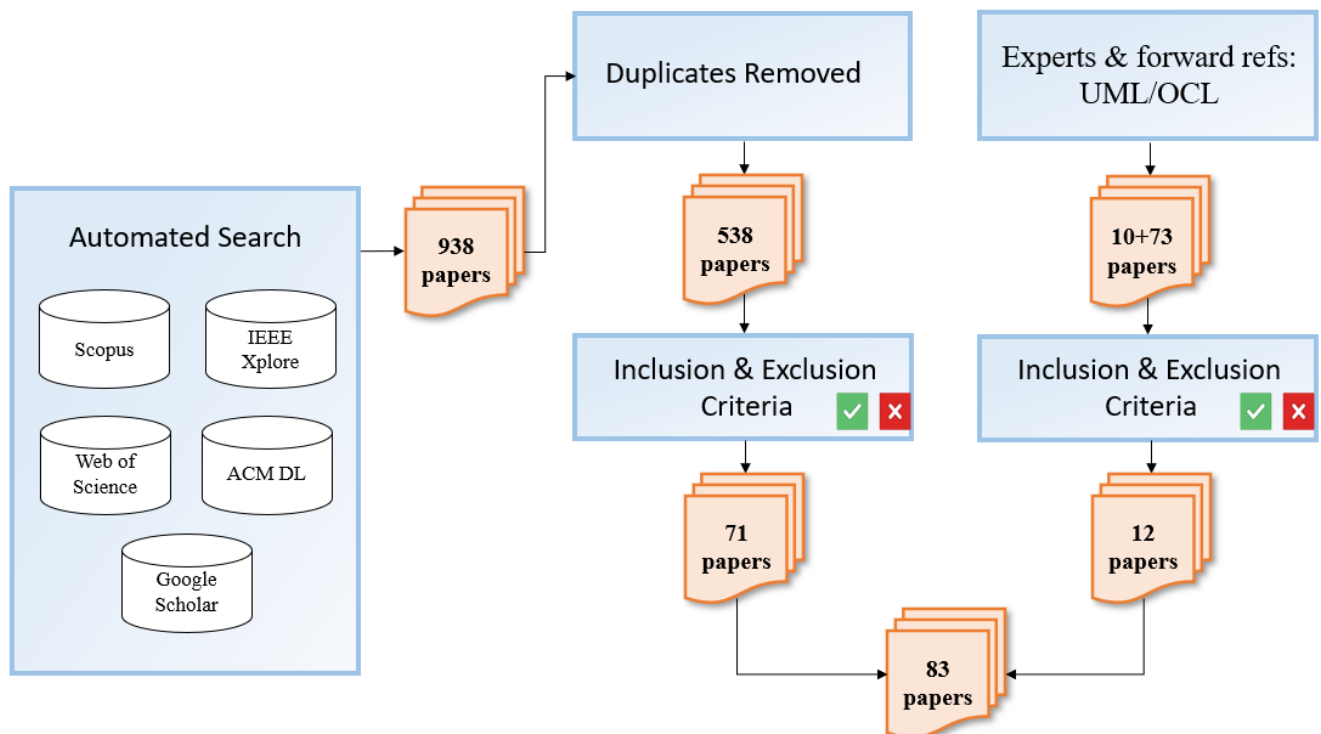 Automated Search
Scopus
IEEE
Xplore
Web of
Science
ACM DL
Google
Scholar
938
papers
Duplicates Removed
538
papers
Inclusion & Exclusion
Criteria
71
papers
Experts & forward refs:
UML/OCL
10+73
papers
Inclusion & Exclusion
Criteria
12
papers
83
papers